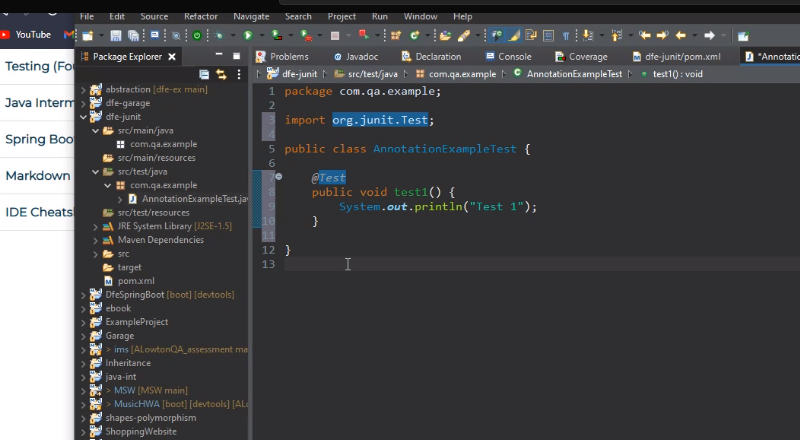 File Edit Source Refactor Navigate Search Project Run Window Help
YouTube
Package Explorer
Problems Javadoc Declaration Console Coverage dfe-junit/pom.xml *Annotatio
dfe-junit src/test/java com.qa.example AnnotationExampleTest test1() : void
Testing (Fou
Java Interm
Spring Boo
Markdown
IDE Cheatsh
abstraction [dfe-ex main]
dfe-garage
dfe-junit
src/main/java
com.qa.example
src/main/resources
src/test/java
com.qa.example
AnnotationExampleTest.jav
src/test/resources
JRE System Library [J2SE-1.5]
Maven Dependencies
src
target
pom.xml
DfeSpringBoot [boot] [devtools]
ebook
ExampleProject
Garage
> ims [ALowtonQA_assessment ma
Inheritance
java-int
> MSW [MSW main]
> MusicHWA [boot] [devtools] [ALo
shapes-polymorphism
ShoppingWebsite
1 package com.qa.example;
2
3 import org.junit.Test;
4
5 public class AnnotationExampleTest {
6
7 @Test
8 public void test1() {
9 System.out.println("Test 1");
10 }
11
12 }
13